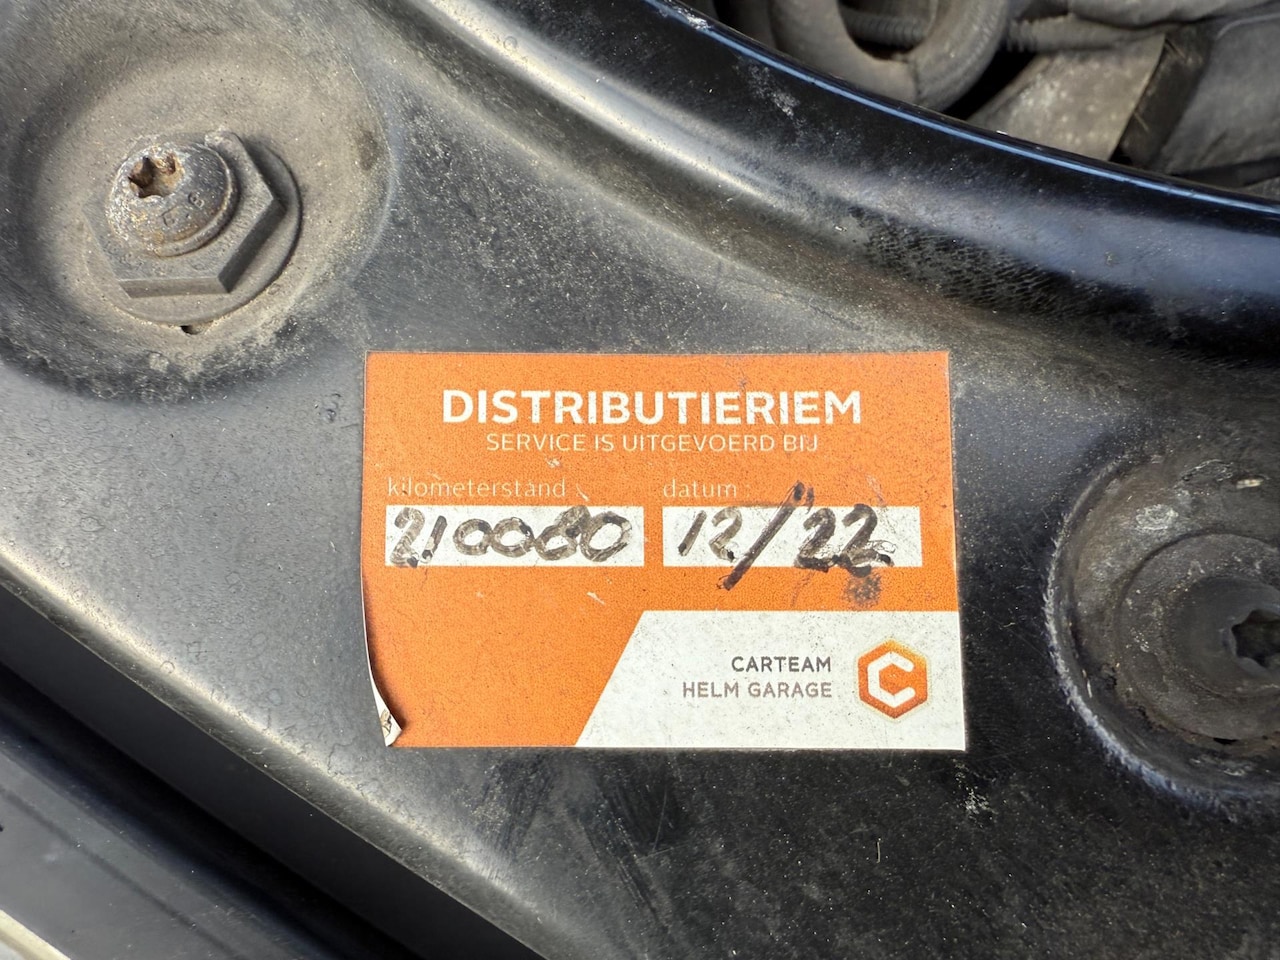 DISTRIBUTIERIEM
SERVICE IS UITGEVOERD BIJ
kilometerstand : datum :
210080 12/22
CARTEAM
HELM GARAGE
C